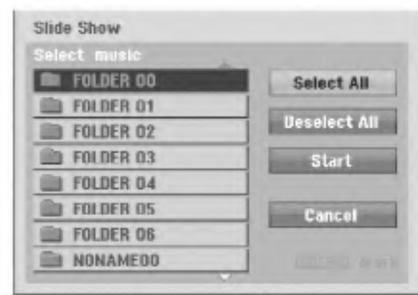 Slide Show
Select music
FOLDER 00
FOLDER 01
FOLDER 02
FOLDER 03
FOLDER 04
FOLDER 05
FOLDER 06
NONAME00
Select All
Deselect All
Start
Cancel